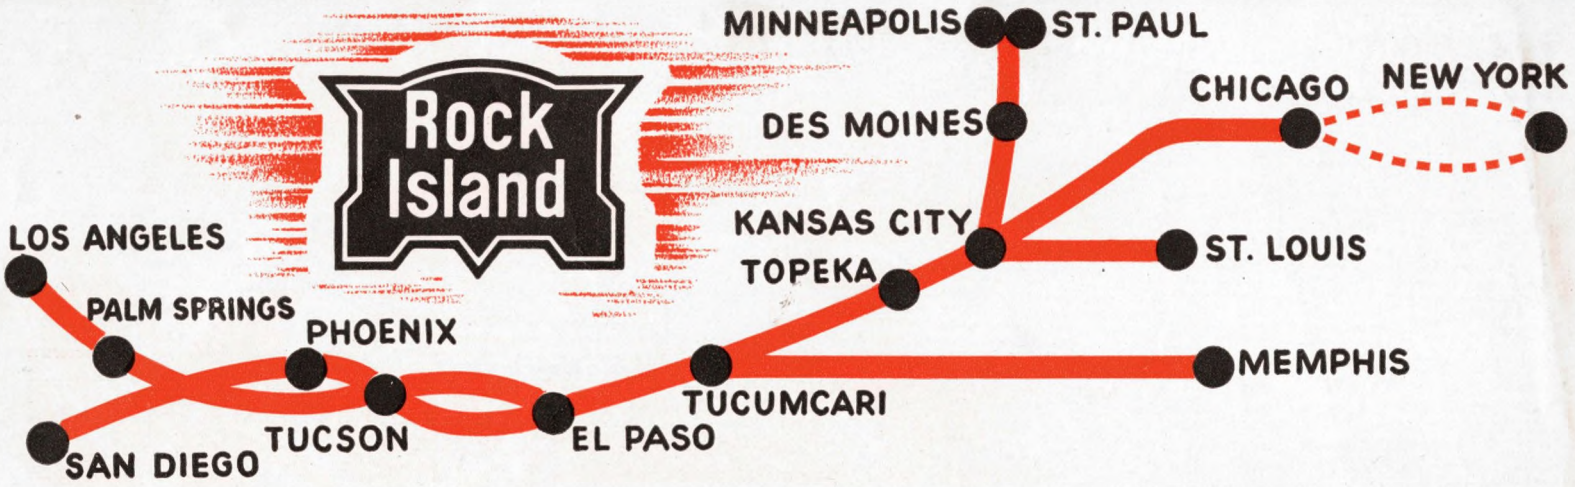 MINNEAPOLIS
ST. PAUL
CHICAGO
NEW YORK
Rock
Island
DES MOINES
KANSAS CITY
ST. LOUIS
LOS ANGELES
TOPEKA
PALM SPRINGS
PHOENIX
MEMPHIS
TUCUMCARI
TUCSON
EL PASO
SAN DIEGO